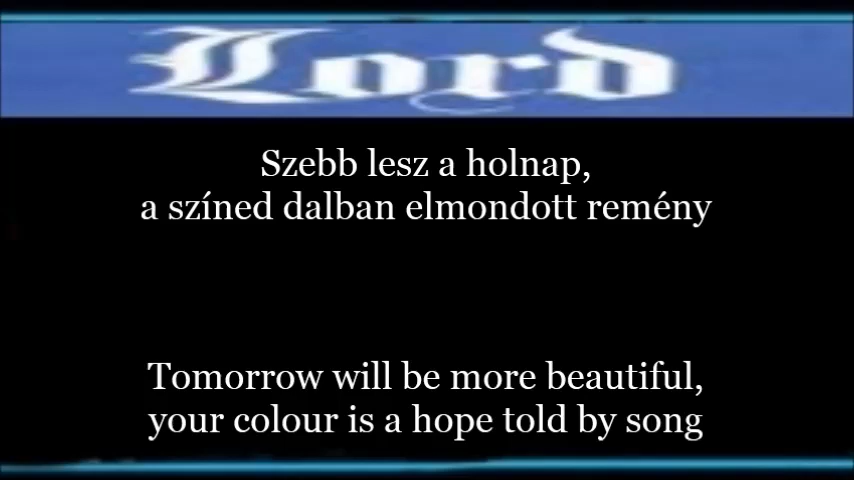 Lord
Szebb lesz a holnap,
a színed dalban elmondott remény
Tomorrow will be more beautiful,
your colour is a hope told by song